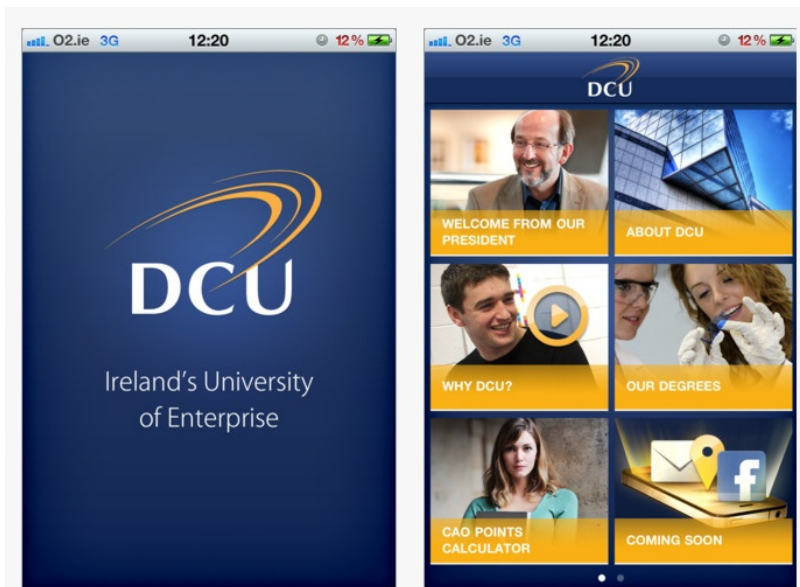 O2.ie 3G 12:20 12%
DCU
Ireland's University
of Enterprise
O2.ie 3G 12:20 12%
DCU
WELCOME FROM OUR
PRESIDENT
ABOUT DCU
WHY DCU?
OUR DEGREES
CAO POINTS
CALCULATOR
f
COMING SOON